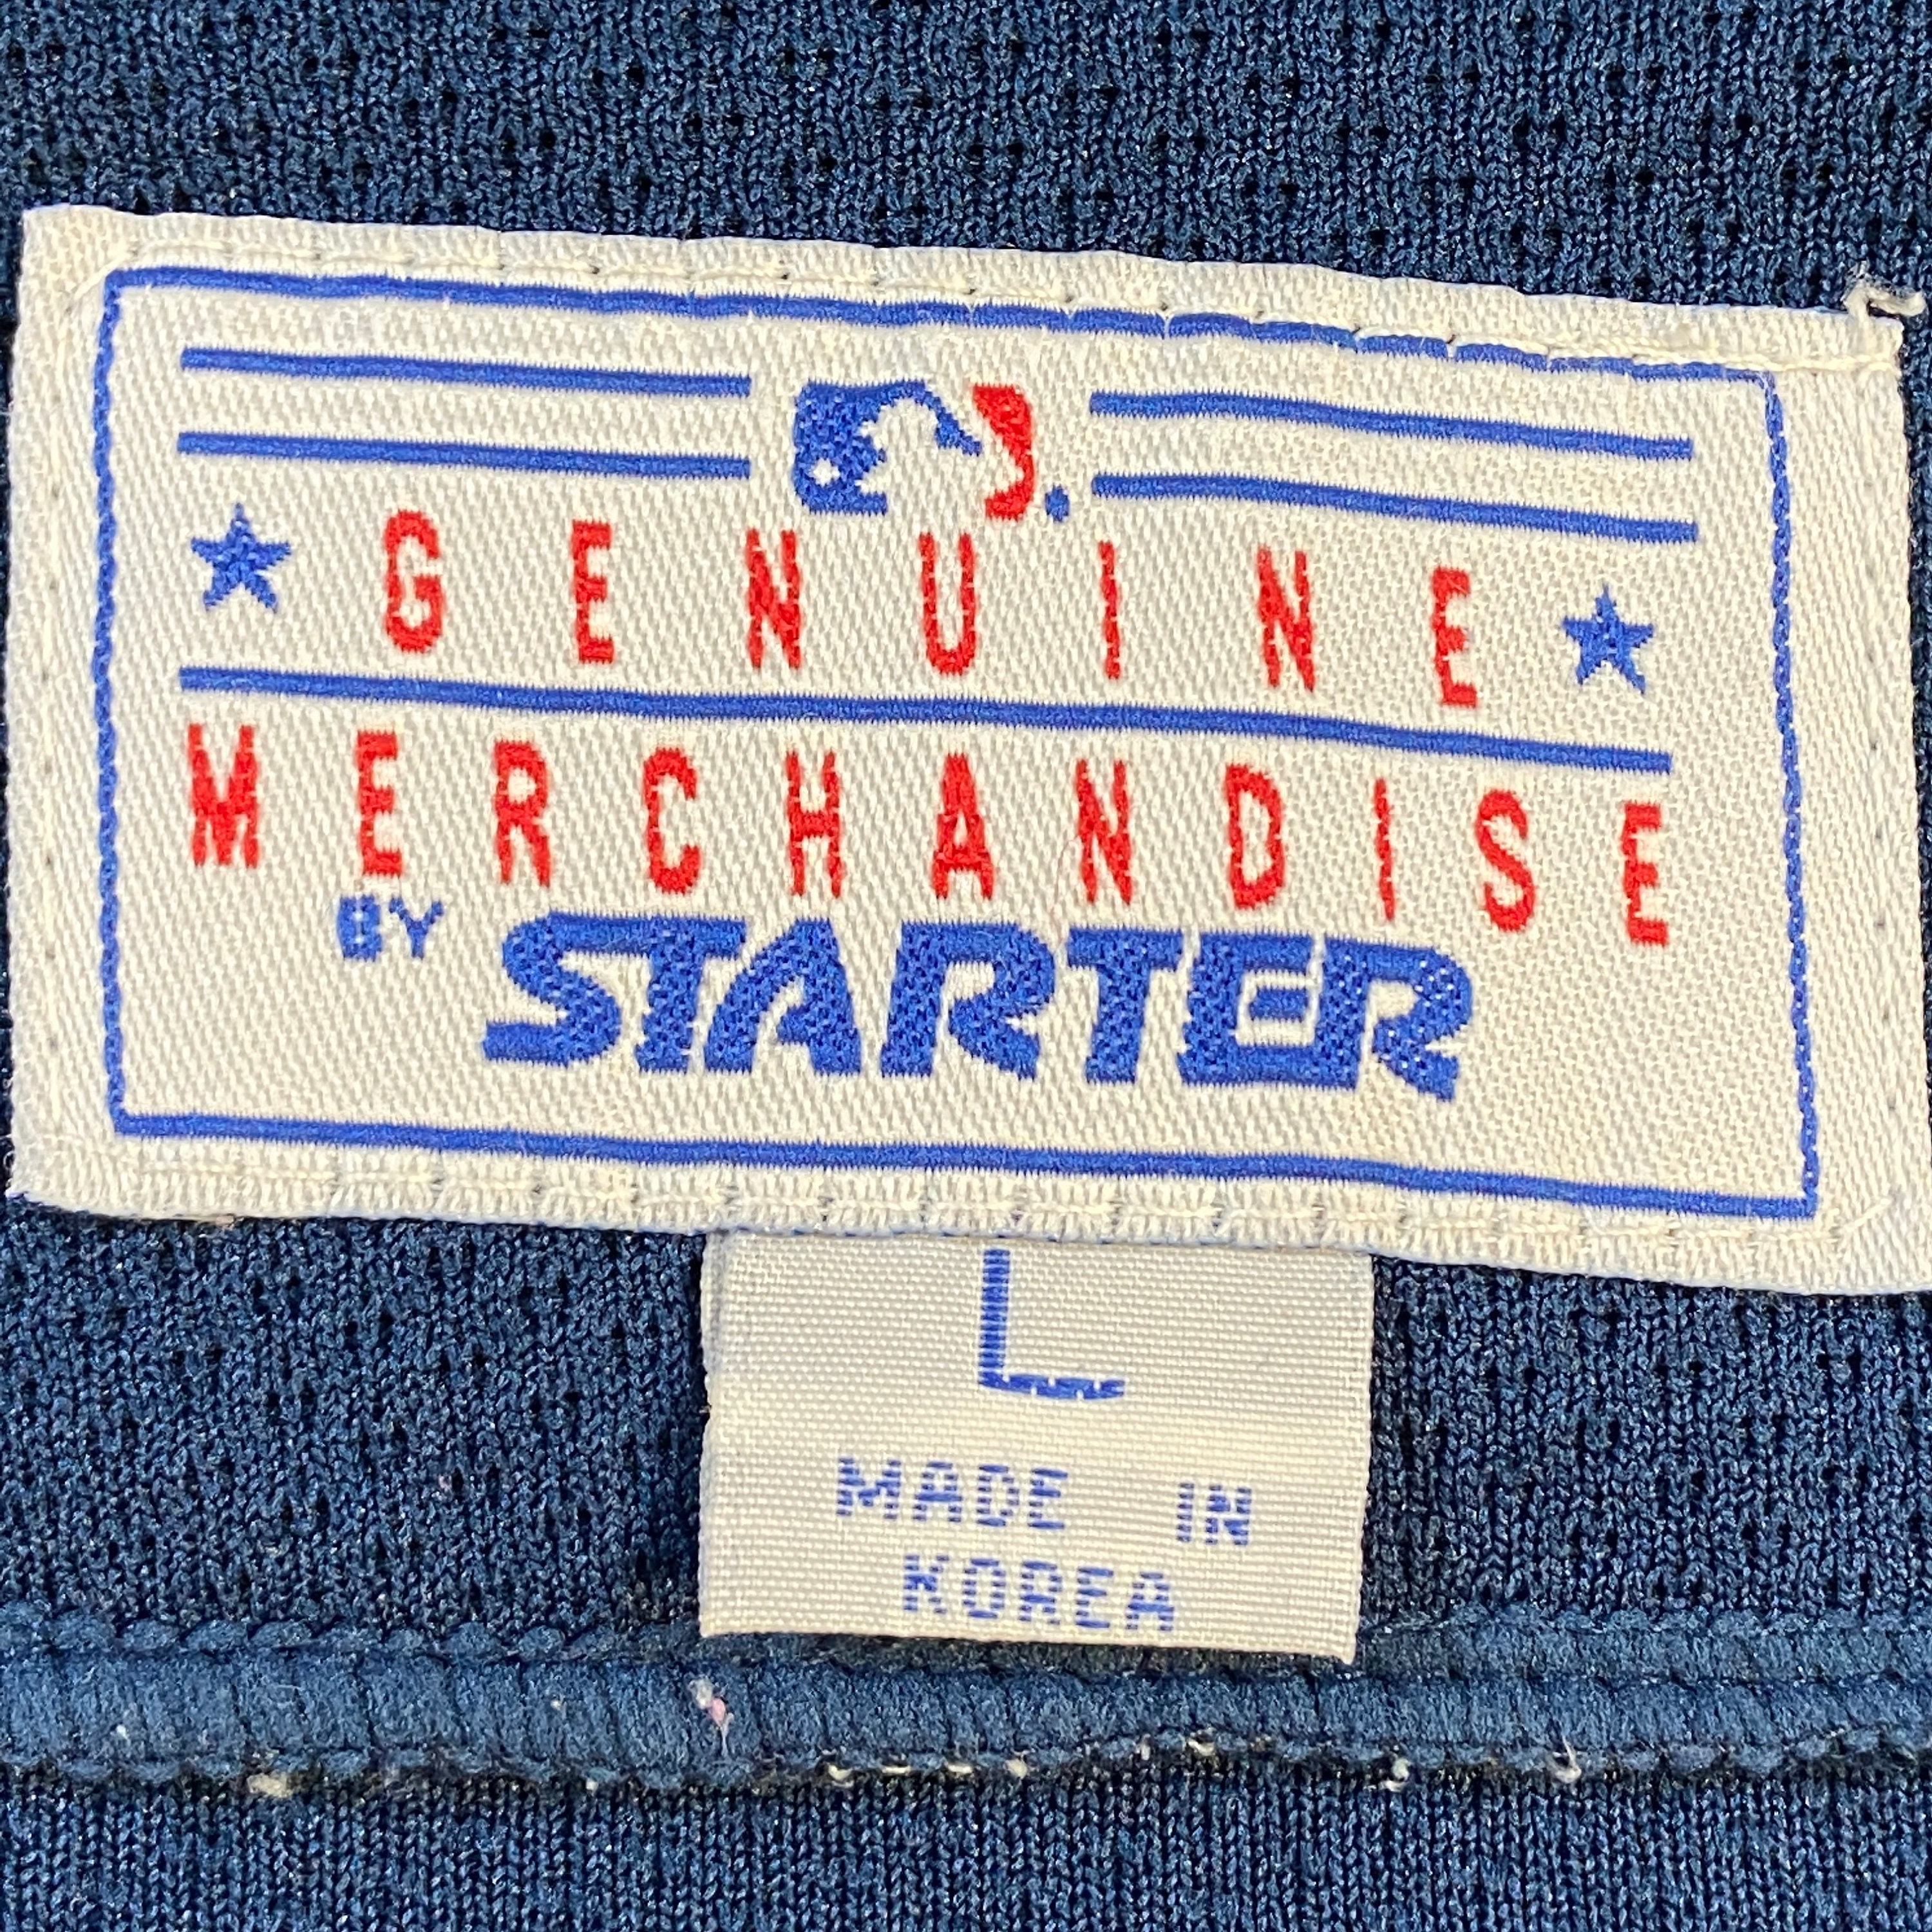 GENUINE
MERCHANDISE
BY STARTER
L
MADE IN
KOREA